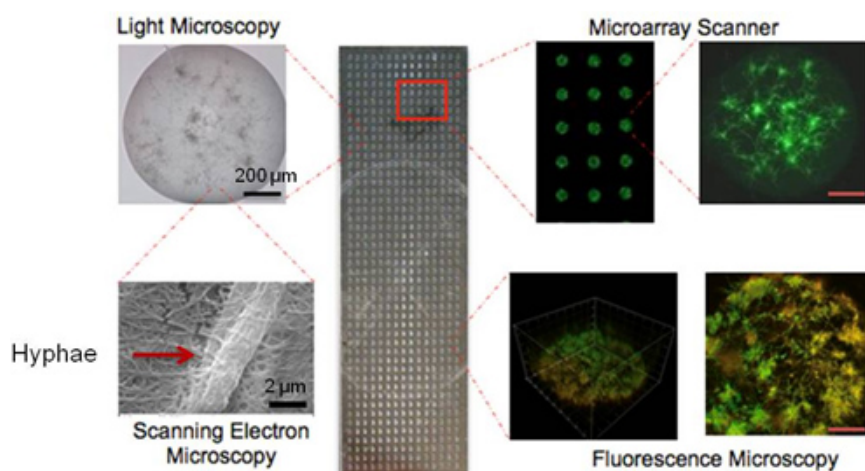 Light Microscopy
Microarray Scanner
200 µm
Hyphae
2 µm
Scanning Electron
Microscopy
Fluorescence Microscopy